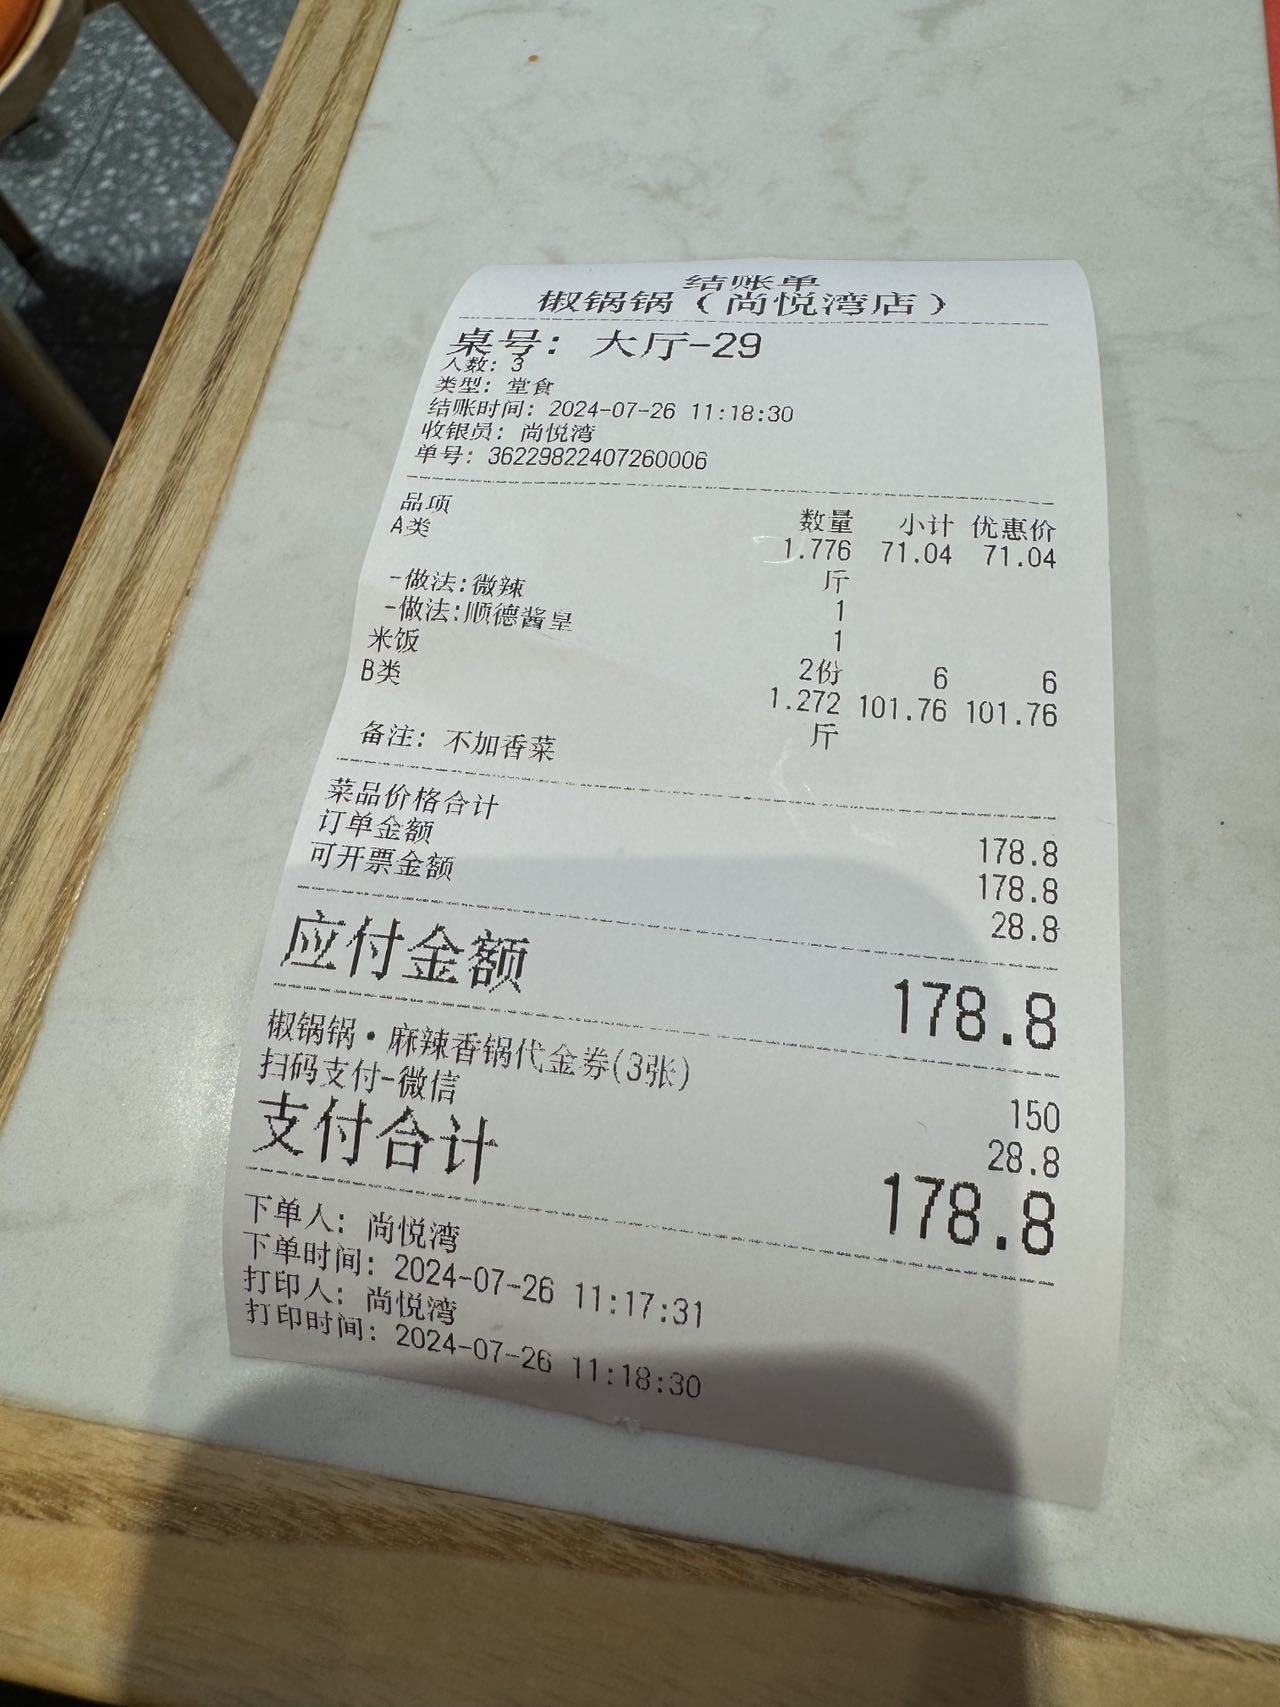 结账单
椒锅锅（尚悦湾店）
桌号：大厅-29
人数：3
类型：堂食
结账时间：2024-07-26 11:18:30
收银员：尚悦湾
单号：36229822407260006
品项 数量 小计 优惠价
A类 1.776斤 71.04 71.04
-做法:微辣 1
-做法:顺德酱皇 1
米饭 2份 6 6
B类 1.272斤 101.76 101.76
备注：不加香菜
菜品价格合计 178.8
订单金额 178.8
可开票金额 28.8
应付金额 178.8
椒锅锅·麻辣香锅代金券(3张) 150
扫码支付-微信 28.8
支付合计 178.8
下单人：尚悦湾
下单时间：2024-07-26 11:17:31
打印人：尚悦湾
打印时间：2024-07-26 11:18:30